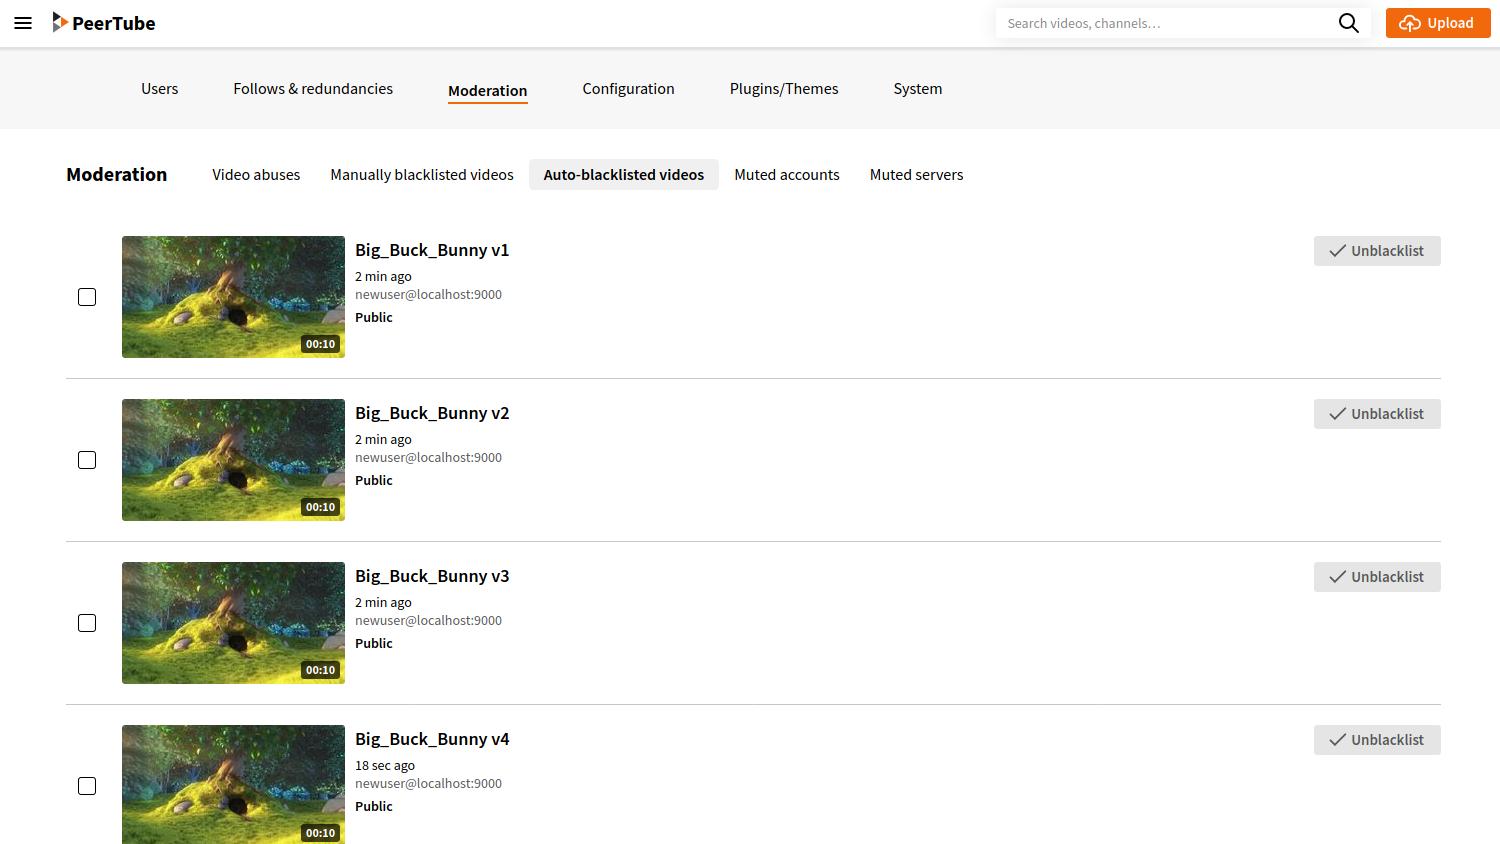 PeerTube
Search videos, channels…
Upload
Users
Follows & redundancies
Moderation
Configuration
Plugins/Themes
System
Moderation
Video abuses
Manually blacklisted videos
Auto-blacklisted videos
Muted accounts
Muted servers
Big_Buck_Bunny v1
Unblacklist
2 min ago
newuser@localhost:9000
Public
00:10
Big_Buck_Bunny v2
Unblacklist
2 min ago
newuser@localhost:9000
Public
00:10
Big_Buck_Bunny v3
Unblacklist
2 min ago
newuser@localhost:9000
Public
00:10
Big_Buck_Bunny v4
Unblacklist
18 sec ago
newuser@localhost:9000
Public
00:10